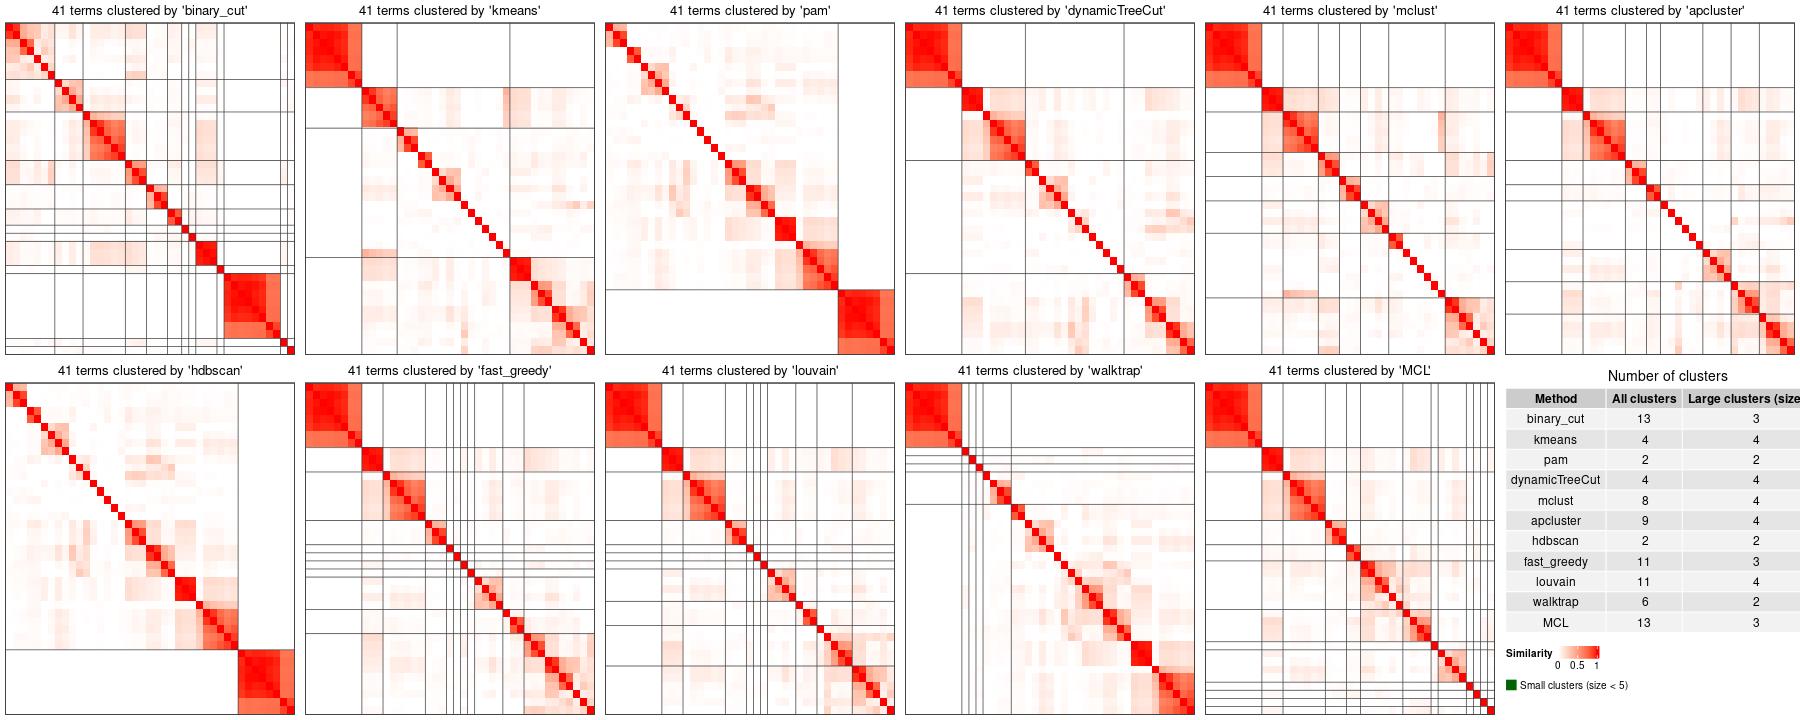 41 terms clustered by 'binary_cut'
41 terms clustered by 'kmeans'
41 terms clustered by 'pam'
41 terms clustered by 'dynamicTreeCut'
41 terms clustered by 'mclust'
41 terms clustered by 'apcluster'
41 terms clustered by 'hdbscan'
41 terms clustered by 'fast_greedy'
41 terms clustered by 'louvain'
41 terms clustered by 'walktrap'
41 terms clustered by 'MCL'
Number of clusters
Method All clusters Large clusters (size
binary_cut 13 3
kmeans 4 4
pam 2 2
dynamicTreeCut 4 4
mclust 8 4
apcluster 9 4
hdbscan 2 2
fast_greedy 11 3
louvain 11 4
walktrap 6 2
MCL 13 3
Similarity
0 0.5 1
Small clusters (size < 5)